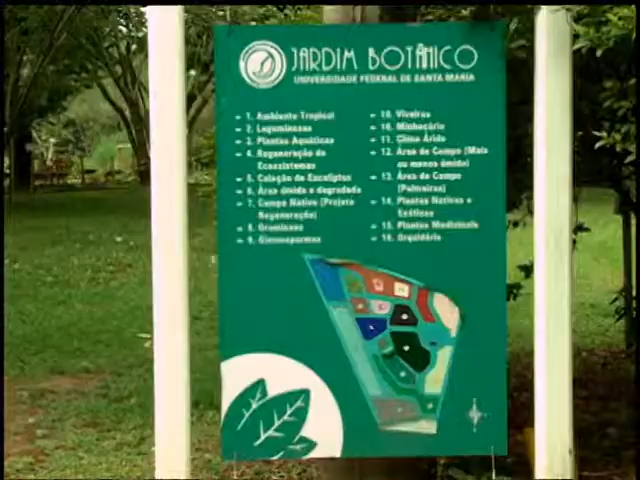 JARDIM BOTÂNICO
UNIVERSIDADE FEDERAL DE SANTA MARIA
1. Ambiente Tropical
2. Leguminosas
3. Plantas Aquáticas
4. Regeneração de
Ecossistemas
5. Coleção de Eucaliptus
6. Área úmida e degradada
7. Campo Nativo (Projeto
Regeneração)
8. Gramíneas
9. Gimnospermas
10. Viveiros
10. Minhocário
11. Clima Árido
12. Área de Campo (Mais
ou menos úmida)
13. Área de Campo
(Palmeiras)
14. Plantas Nativas e
Exóticas
15. Plantas Medicinais
16. Orquidário